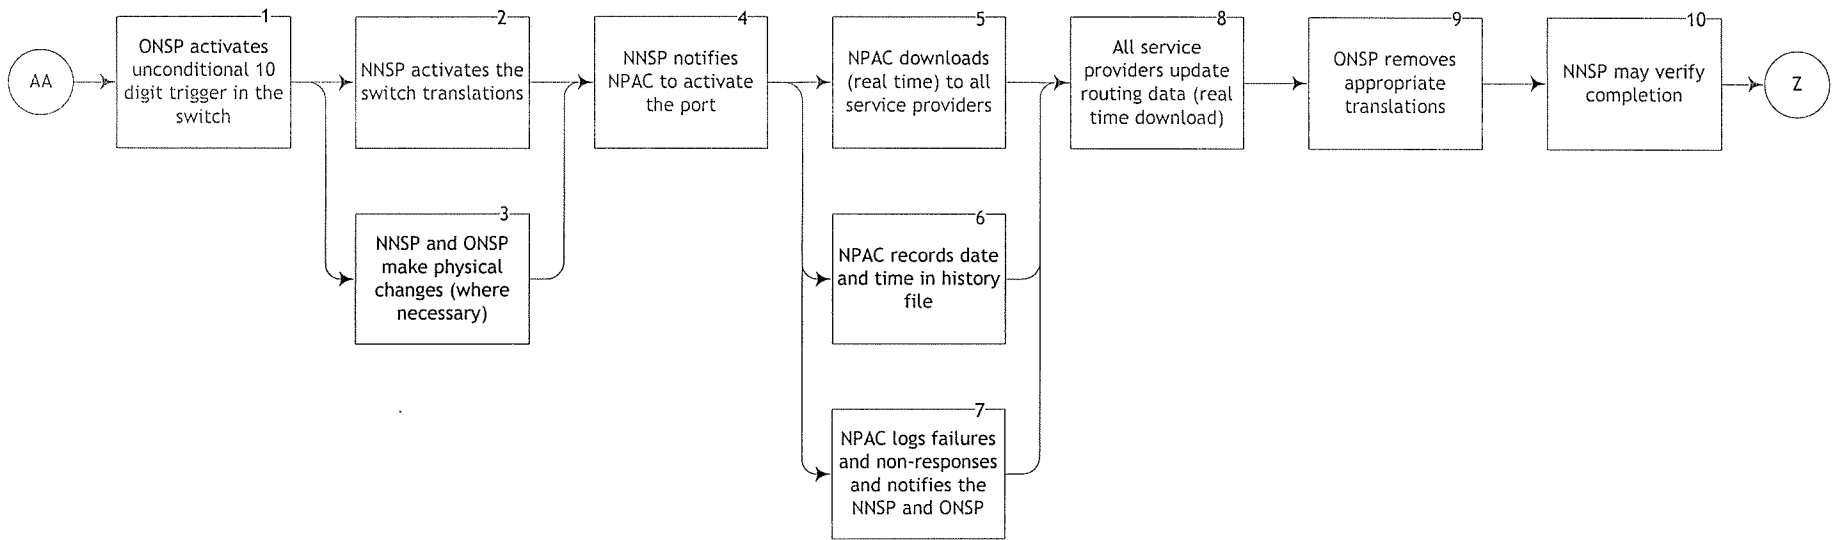 AA
1
ONSP activates
unconditional 10
digit trigger in the
switch
2
NNSP activates the
switch translations
3
NNSP and ONSP
make physical
changes (where
necessary)
4
NNSP notifies
NPAC to activate
the port
5
NPAC downloads
(real time) to all
service providers
6
NPAC records date
and time in history
file
7
NPAC logs failures
and non-responses
and notifies the
NNSP and ONSP
8
All service
providers update
routing data (real
time download)
9
ONSP removes
appropriate
translations
10
NNSP may verify
completion
Z